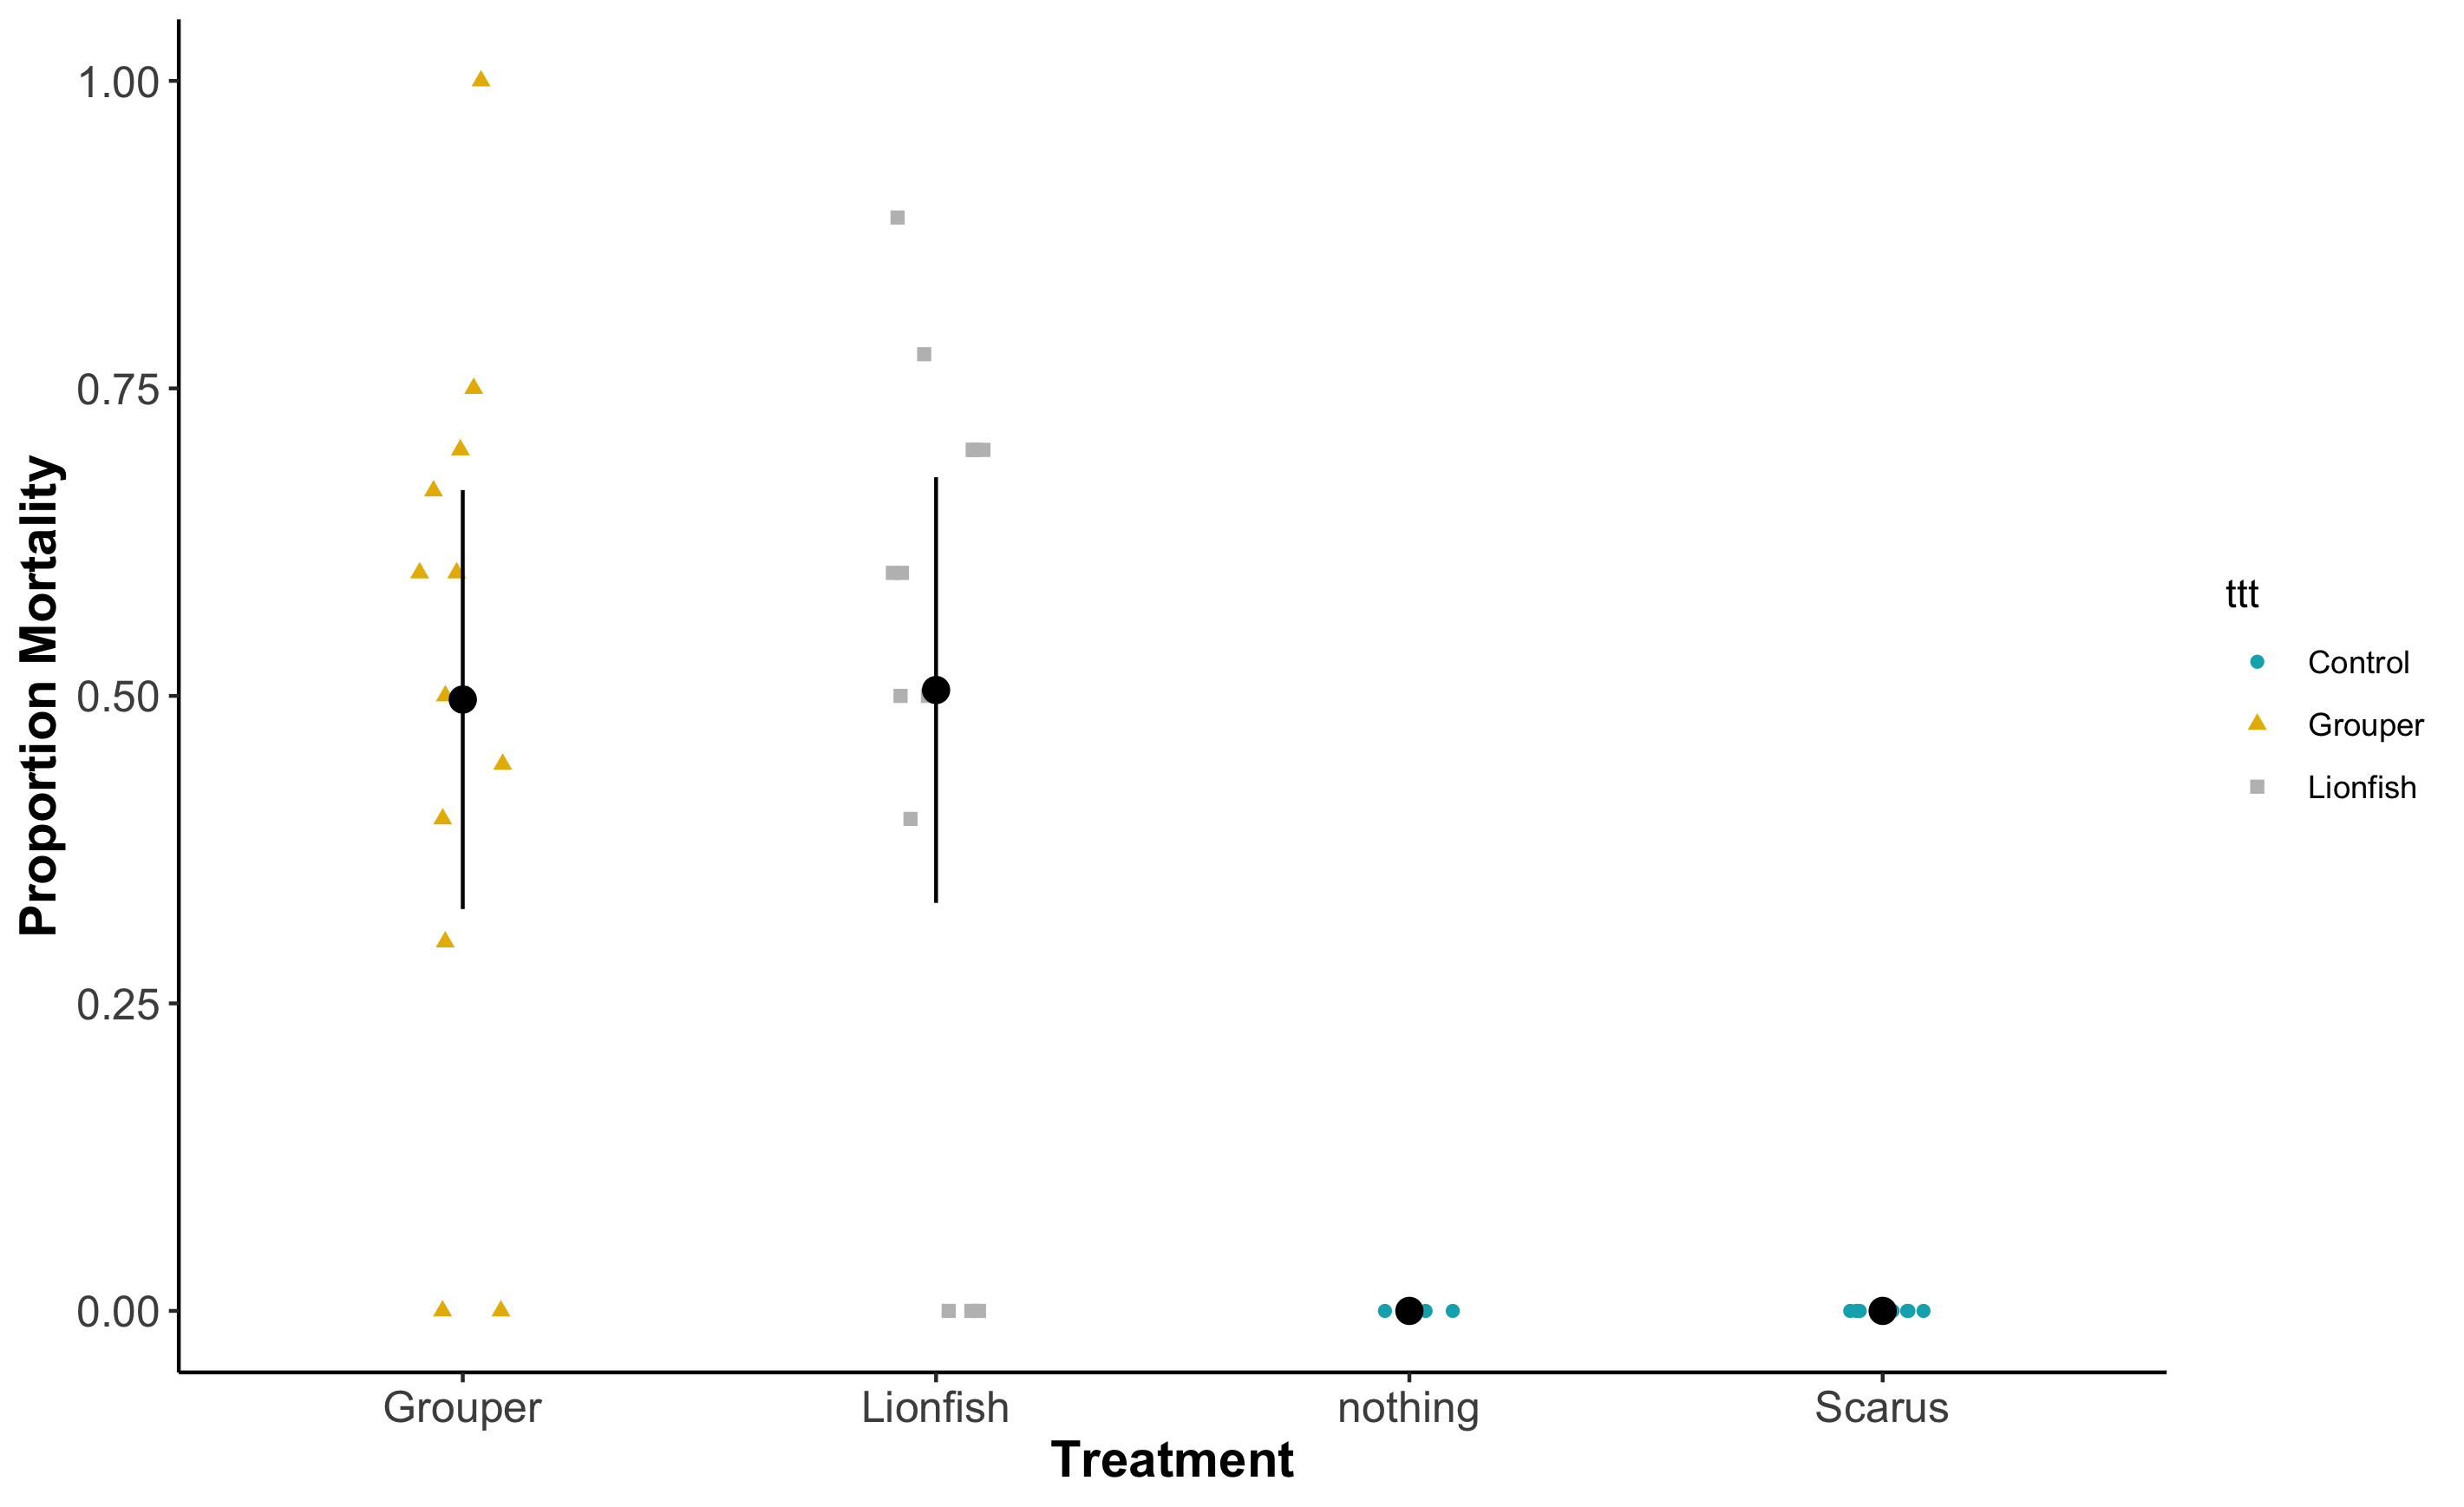 Proportion Mortality
1.00
0.75
0.50
0.25
0.00
Grouper
Lionfish
nothing
Scarus
Treatment
ttt
Control
Grouper
Lionfish